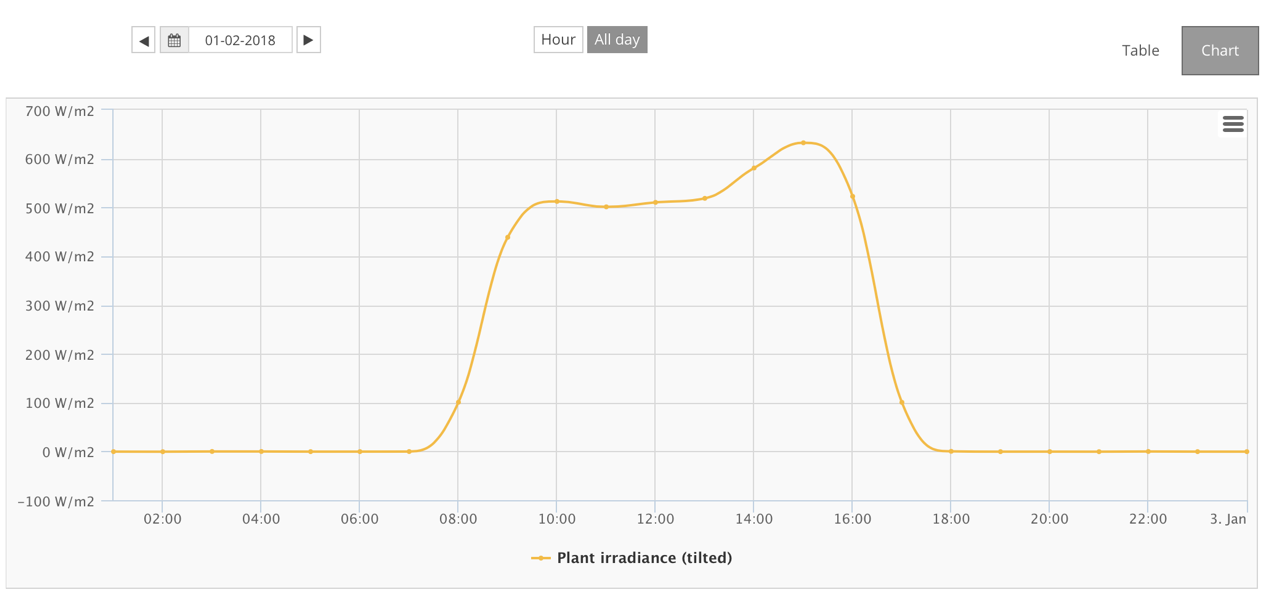 01-02-2018
Hour All day
Table Chart
700 W/m2
600 W/m2
500 W/m2
400 W/m2
300 W/m2
200 W/m2
100 W/m2
0 W/m2
−100 W/m2
02:00 04:00 06:00 08:00 10:00 12:00 14:00 16:00 18:00 20:00 22:00 3. Jan
Plant irradiance (tilted)